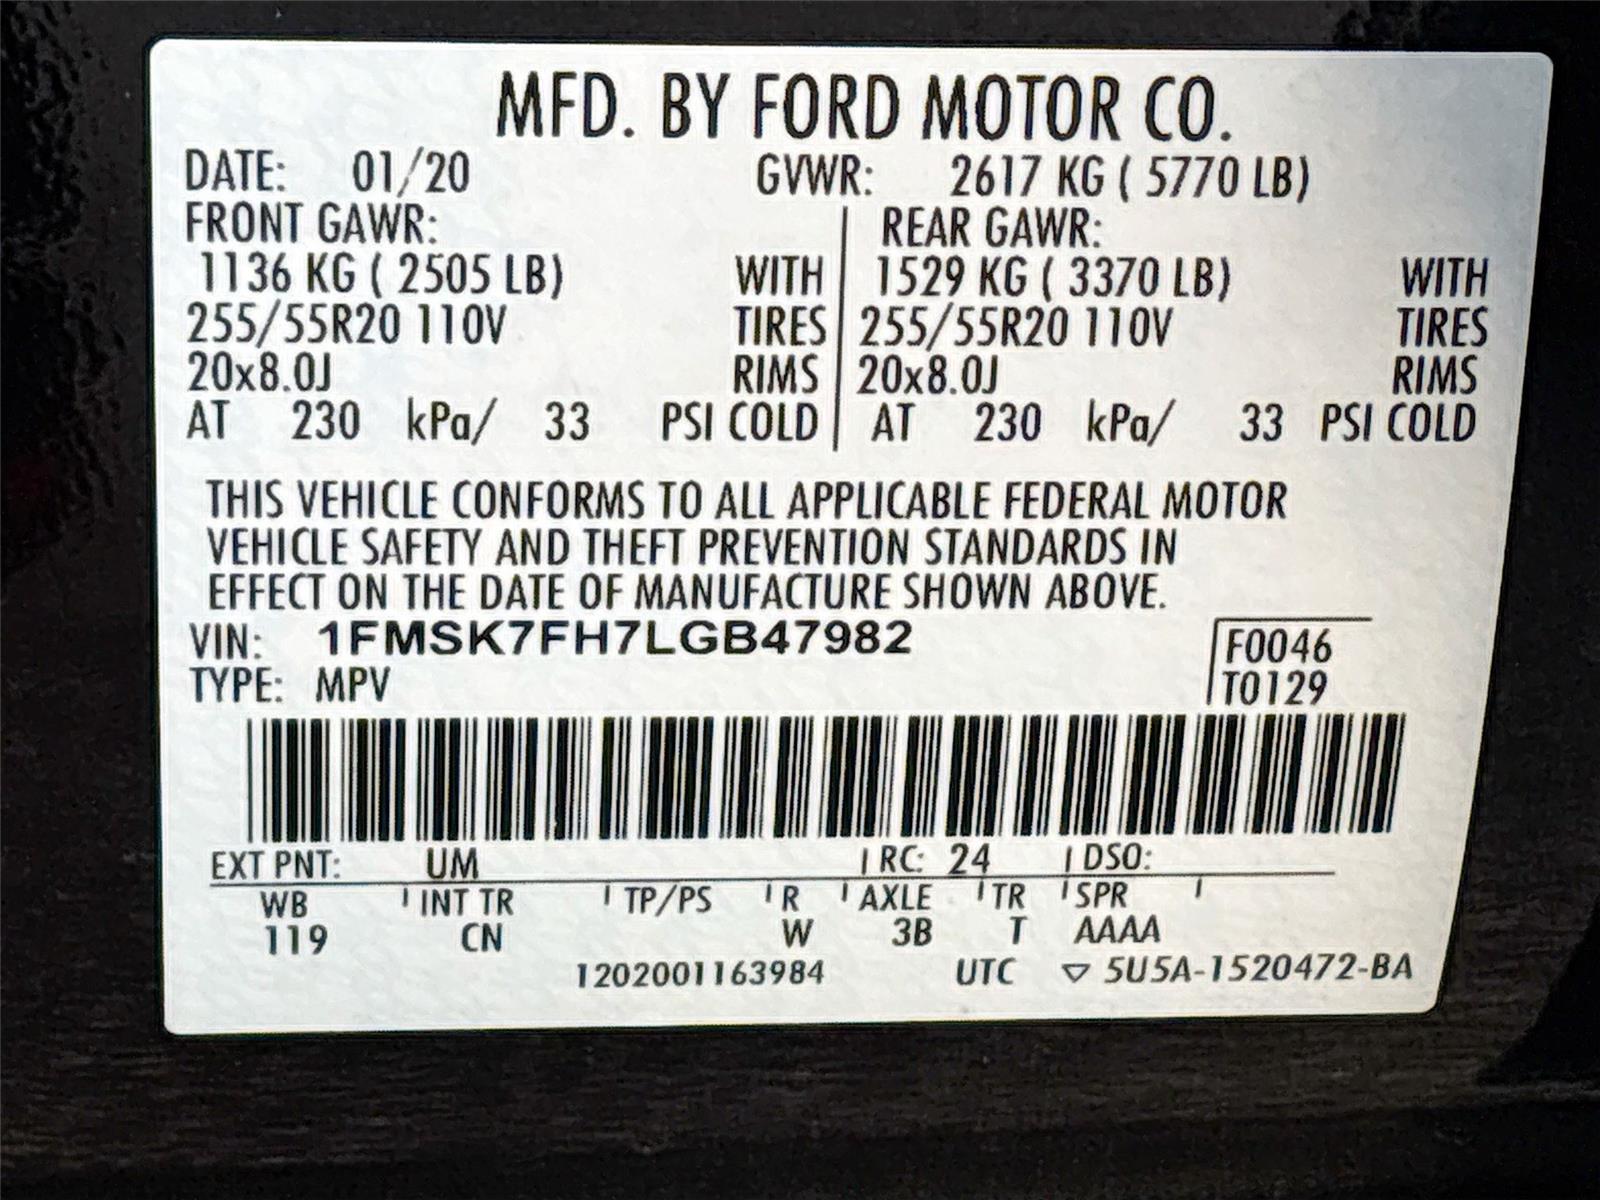 MFD. BY FORD MOTOR CO.
DATE: 01/20 GVWR: 2617 KG ( 5770 LB)
FRONT GAWR: REAR GAWR:
1136 KG ( 2505 LB) WITH 1529 KG ( 3370 LB) WITH
255/55R20 110V TIRES 255/55R20 110V TIRES
20x8.0J RIMS 20x8.0J RIMS
AT 230 kPa/ 33 PSI COLD AT 230 kPa/ 33 PSI COLD
THIS VEHICLE CONFORMS TO ALL APPLICABLE FEDERAL MOTOR
VEHICLE SAFETY AND THEFT PREVENTION STANDARDS IN
EFFECT ON THE DATE OF MANUFACTURE SHOWN ABOVE.
VIN: 1FMSK7FH7LGB47982 F0046
TYPE: MPV T0129
EXT PNT: UM RC: 24 DSO:
WB INT TR TP/PS R AXLE TR SPR
119 CN W 3B T AAAA
1202001163984 UTC ▽ 5U5A-1520472-BA